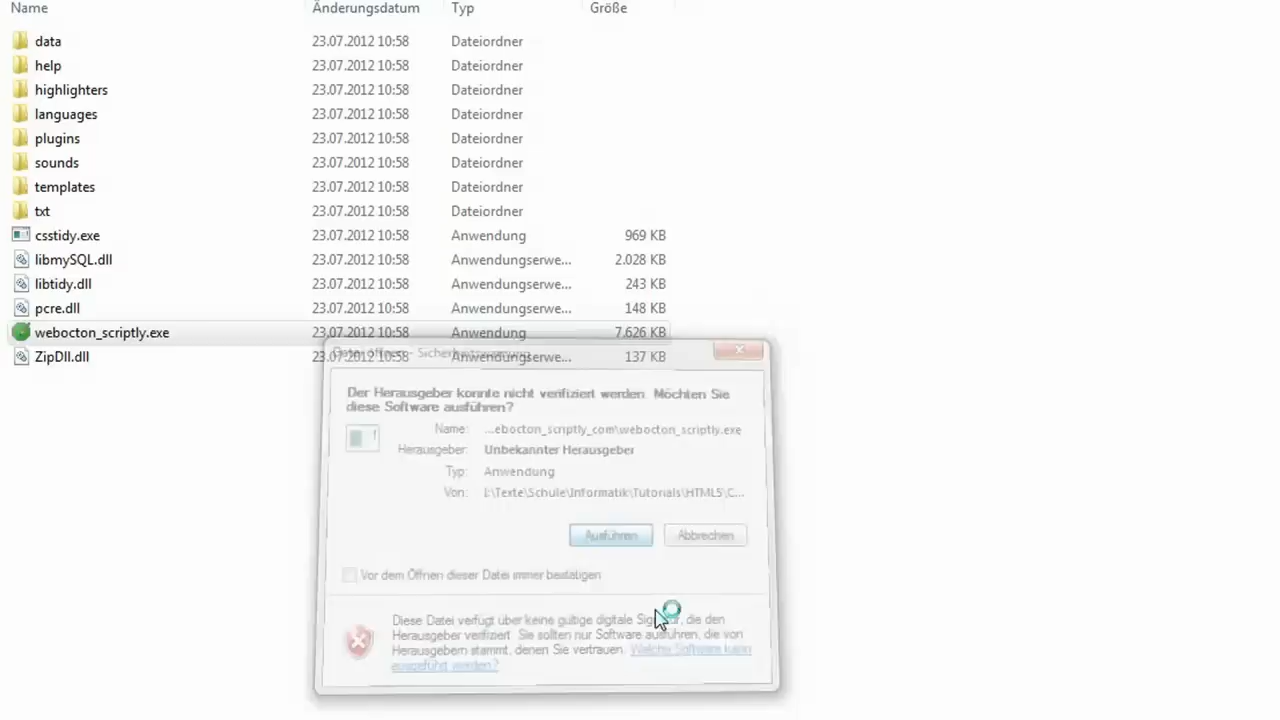 Name Änderungsdatum Typ Größe
data 23.07.2012 10:58 Dateiordner
help 23.07.2012 10:58 Dateiordner
highlighters 23.07.2012 10:58 Dateiordner
languages 23.07.2012 10:58 Dateiordner
plugins 23.07.2012 10:58 Dateiordner
sounds 23.07.2012 10:58 Dateiordner
templates 23.07.2012 10:58 Dateiordner
txt 23.07.2012 10:58 Dateiordner
csstidy.exe 23.07.2012 10:58 Anwendung 969 KB
libmySQL.dll 23.07.2012 10:58 Anwendungserwe... 2.028 KB
libtidy.dll 23.07.2012 10:58 Anwendungserwe... 243 KB
pcre.dll 23.07.2012 10:58 Anwendungserwe... 148 KB
webocton_scriptly.exe 23.07.2012 10:58 Anwendung 7.626 KB
ZipDll.dll 23.07.2012 10:58 Anwendungserwe... 137 KB
Der Herausgeber konnte nicht verifiziert werden. Möchten Sie
diese Software ausführen?
Name: ...ebocton_scriptly_com\webocton_scriptly.exe
Herausgeber: Unbekannter Herausgeber
Typ: Anwendung
Von: I:\Texte\Schule\Informatik\Tutorials\HTML5\C...
Ausführen Abbrechen
Vor dem Öffnen dieser Datei immer bestätigen
Diese Datei verfügt über keine gültige digitale die den
Herausgeber verifiziert. Sie sollten nur Software ausführen, die von
Herausgebern stammt, denen Sie vertrauen. Welche Software kann
ausgeführt werden?